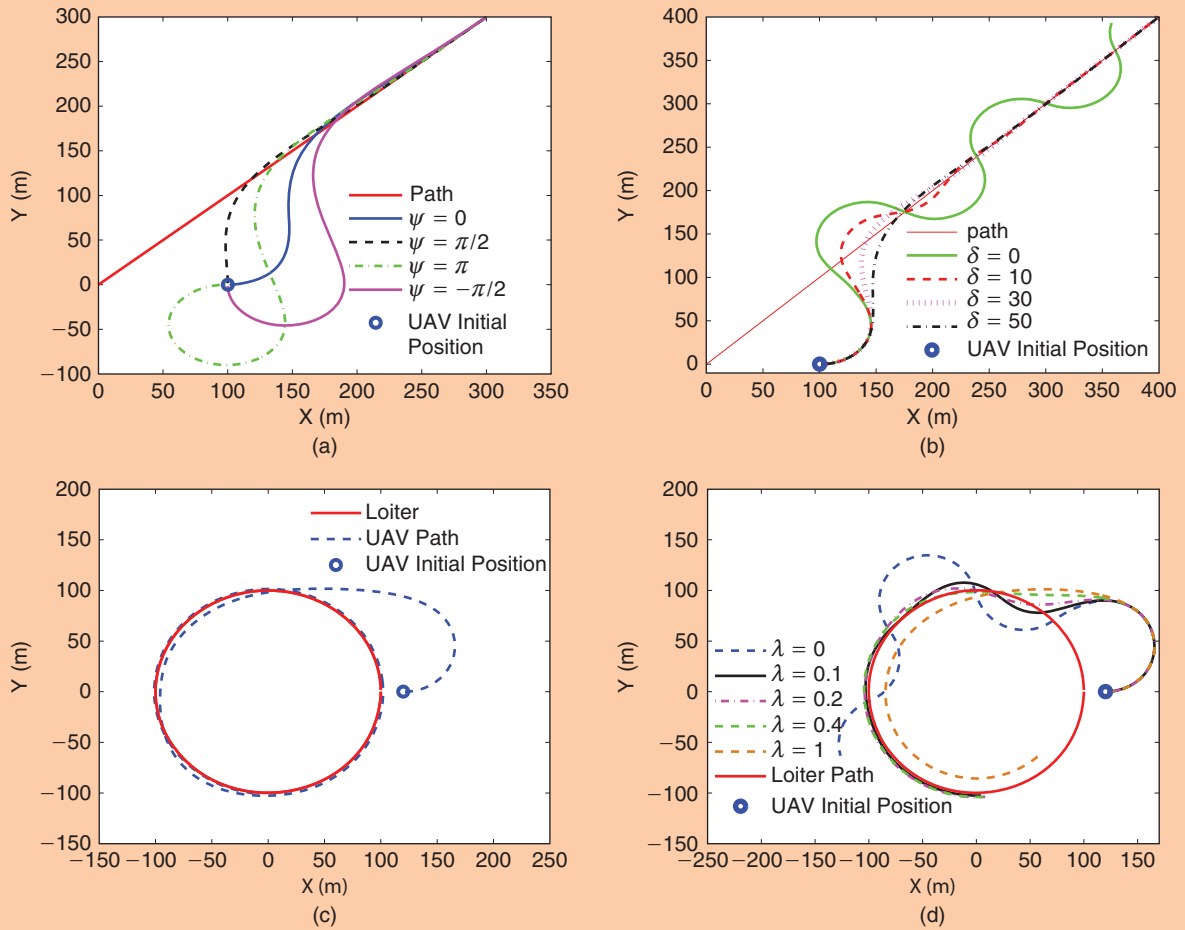 300
250
200
150
100
50
0
−50
−100
Y (m)
0 50 100 150 200 250 300 350
X (m)
Path
ψ = 0
ψ = π/2
ψ = π
ψ = −π/2
UAV Initial
Position
(a)
400
350
300
250
200
150
100
50
0
Y (m)
0 50 100 150 200 250 300 350 400
X (m)
path
δ = 0
δ = 10
δ = 30
δ = 50
UAV Initial Position
(b)
200
150
100
50
0
−50
−100
−150
Y (m)
−150 −100 −50 0 50 100 150 200 250
X (m)
Loiter
UAV Path
UAV Initial Position
(c)
200
150
100
50
0
−50
−100
−150
Y (m)
−250 −200 −150 −100 −50 0 50 100 150
X (m)
λ = 0
λ = 0.1
λ = 0.2
λ = 0.4
λ = 1
Loiter Path
UAV Initial Position
(d)